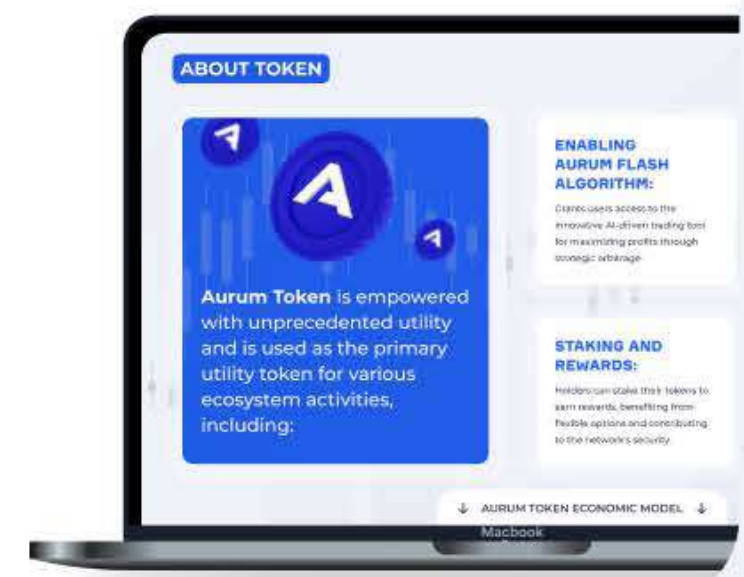 ABOUT TOKEN
Aurum Token is empowered
with unprecedented utility
and is used as the primary
utility token for various
ecosystem activities,
including:
ENABLING
AURUM FLASH
ALGORITHM:
Grants users access to the
innovative AI-driven trading tool
for maximizing profits through
strategic arbitrage
STAKING AND
REWARDS:
Holders can stake their tokens to
earn rewards, benefiting from
flexible options and contributing
to the network's security
↓ AURUM TOKEN ECONOMIC MODEL ↓
Macbook